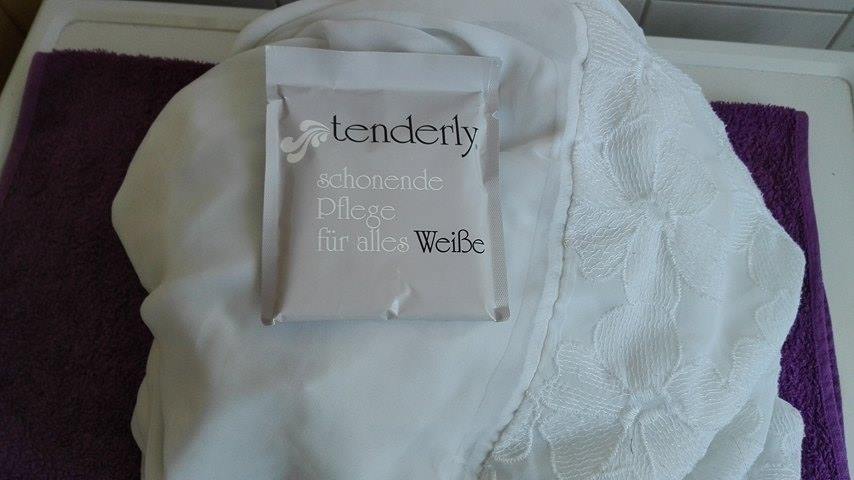 tenderly
schonende
Pflege
für alles Weiße